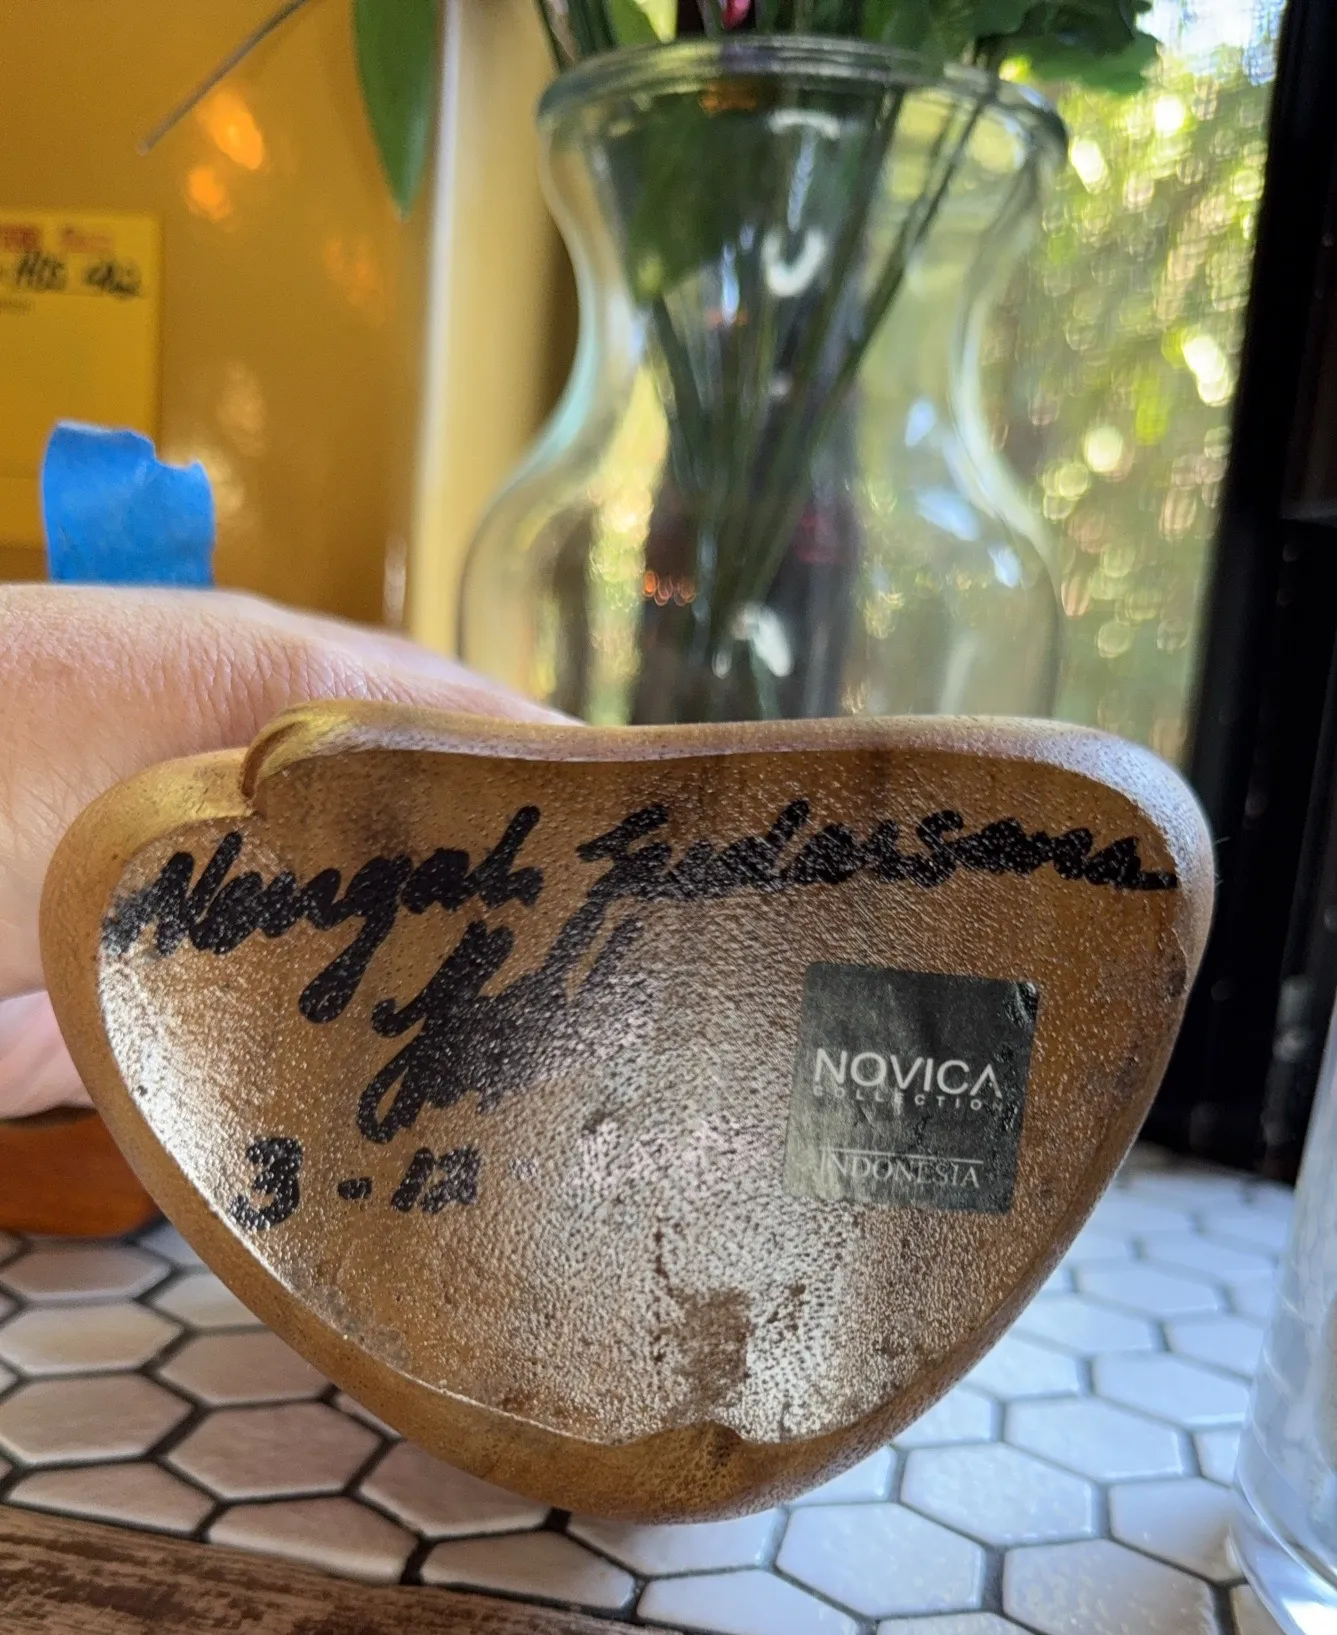 Nengah Sudarsana
3-12
NOVICA
COLLECTION
INDONESIA